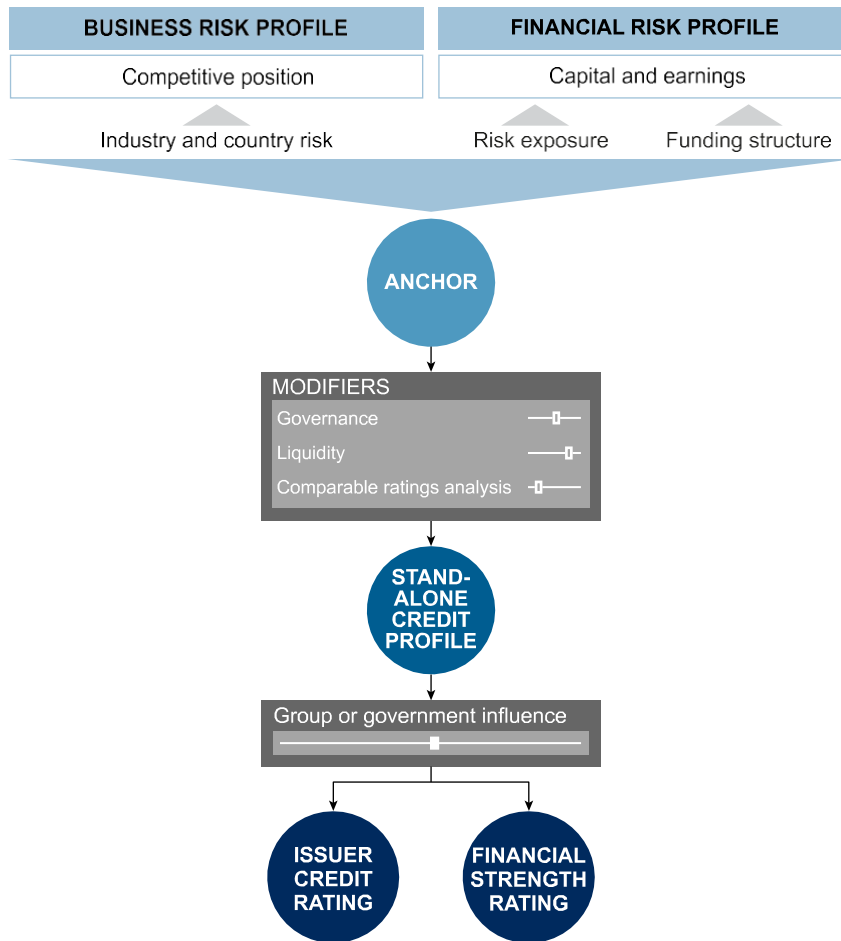 BUSINESS RISK PROFILE
FINANCIAL RISK PROFILE
Competitive position
Capital and earnings
Industry and country risk
Risk exposure
Funding structure
ANCHOR
MODIFIERS
Governance
Liquidity
Comparable ratings analysis
STAND-
ALONE
CREDIT
PROFILE
Group or government influence
ISSUER
CREDIT
RATING
FINANCIAL
STRENGTH
RATING